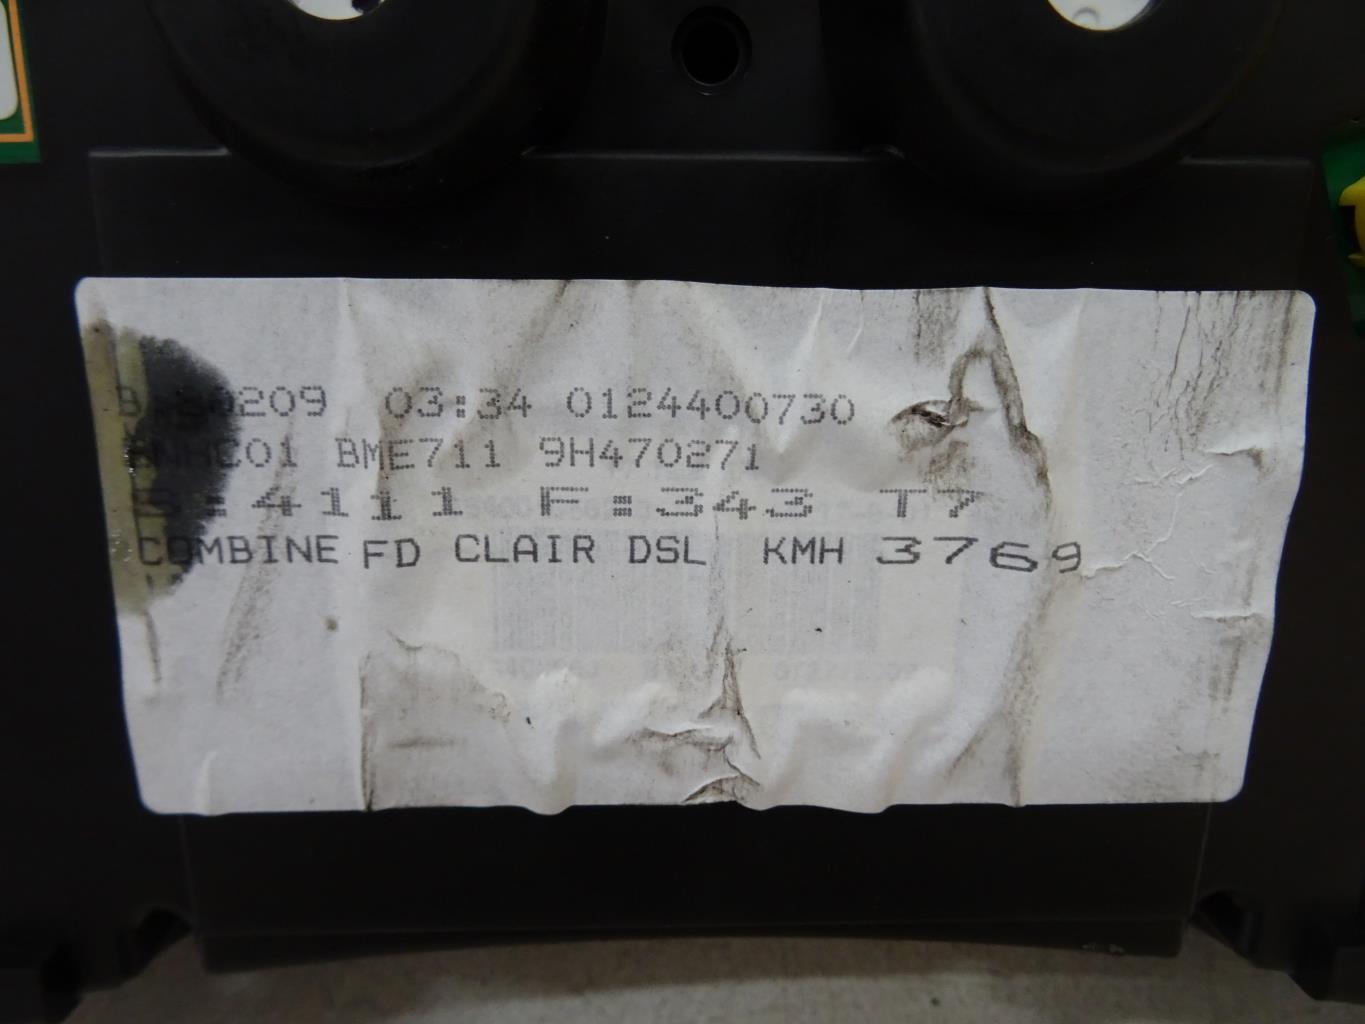 03:34 0124400730
BME711 9H470271
S:4111 F:343 T7
COMBINE FD CLAIR DSL KMH 3769